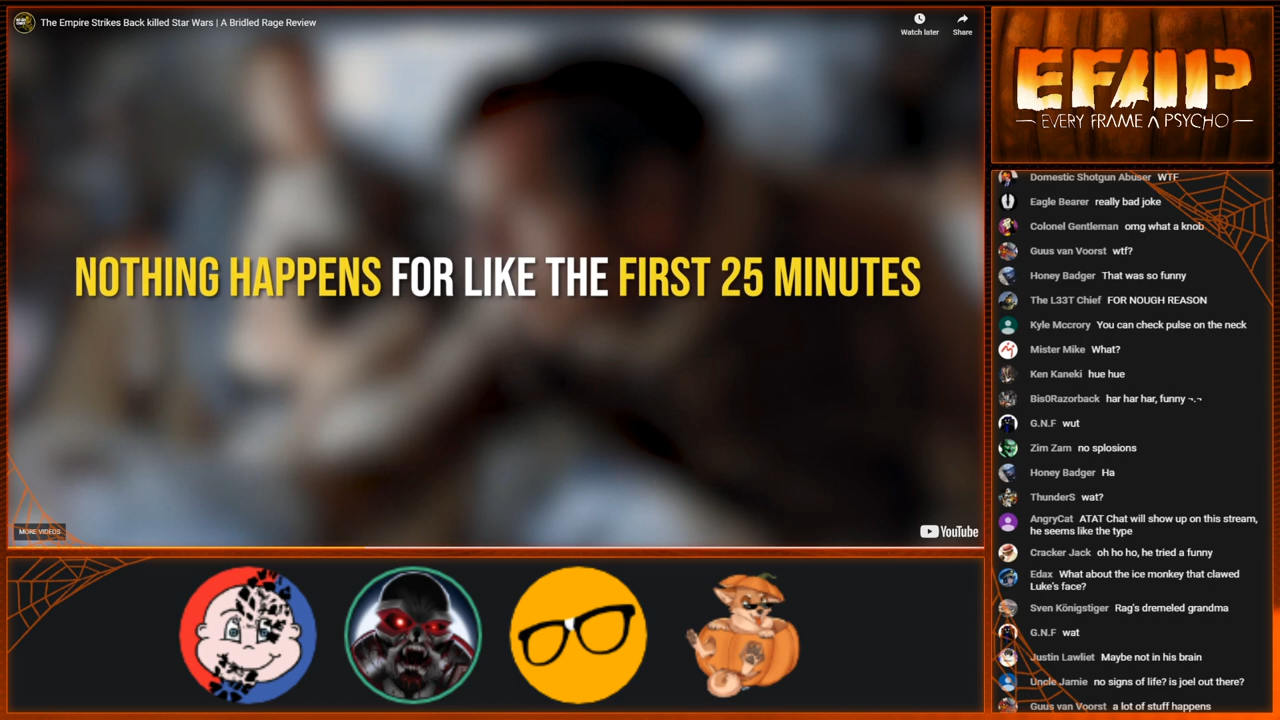 The Empire Strikes Back killed Star Wars | A Bridled Rage Review
Watch later
Share
NOTHING HAPPENS FOR LIKE THE FIRST 25 MINUTES
MORE VIDEOS
YouTube
EFAP
EVERY FRAME A PSYCHO
Domestic Shotgun Abuser WTF
Eagle Bearer really bad joke
Colonel Gentleman omg what a knob
Guus van Voorst wtf?
Honey Badger That was so funny
The L33T Chief FOR NOUGH REASON
Kyle Mccrory You can check pulse on the neck
Mister Mike What?
Ken Kaneki hue hue
Bis0Razorback har har har, funny ¬.¬
G.N.F wut
Zim Zam no splosions
Honey Badger Ha
ThunderS wat?
AngryCat ATAT Chat will show up on this stream,
he seems like the type
Cracker Jack oh ho ho, he tried a funny
Edax What about the ice monkey that clawed
Luke's face?
Sven Königstiger Rag's dremeled grandma
G.N.F wat
Justin Lawliet Maybe not in his brain
Uncle Jamie no signs of life? is joel out there?
Guus van Voorst a lot of stuff happens